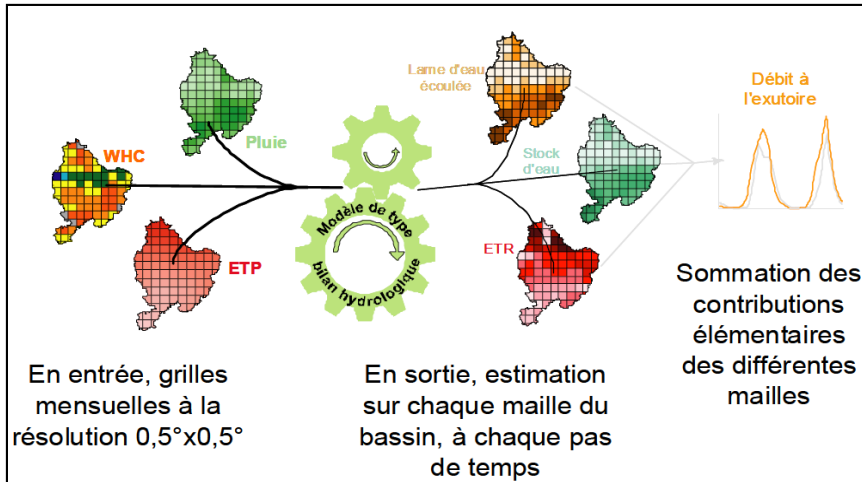 Pluie
WHC
ETP
Modèle de type
bilan hydrologique
Lame d'eau
écoulée
Stock
d'eau
ETR
Débit à
l'exutoire
En entrée, grilles
mensuelles à la
résolution 0,5°x0,5°
En sortie, estimation
sur chaque maille du
bassin, à chaque pas
de temps
Sommation des
contributions
élémentaires
des différentes
mailles